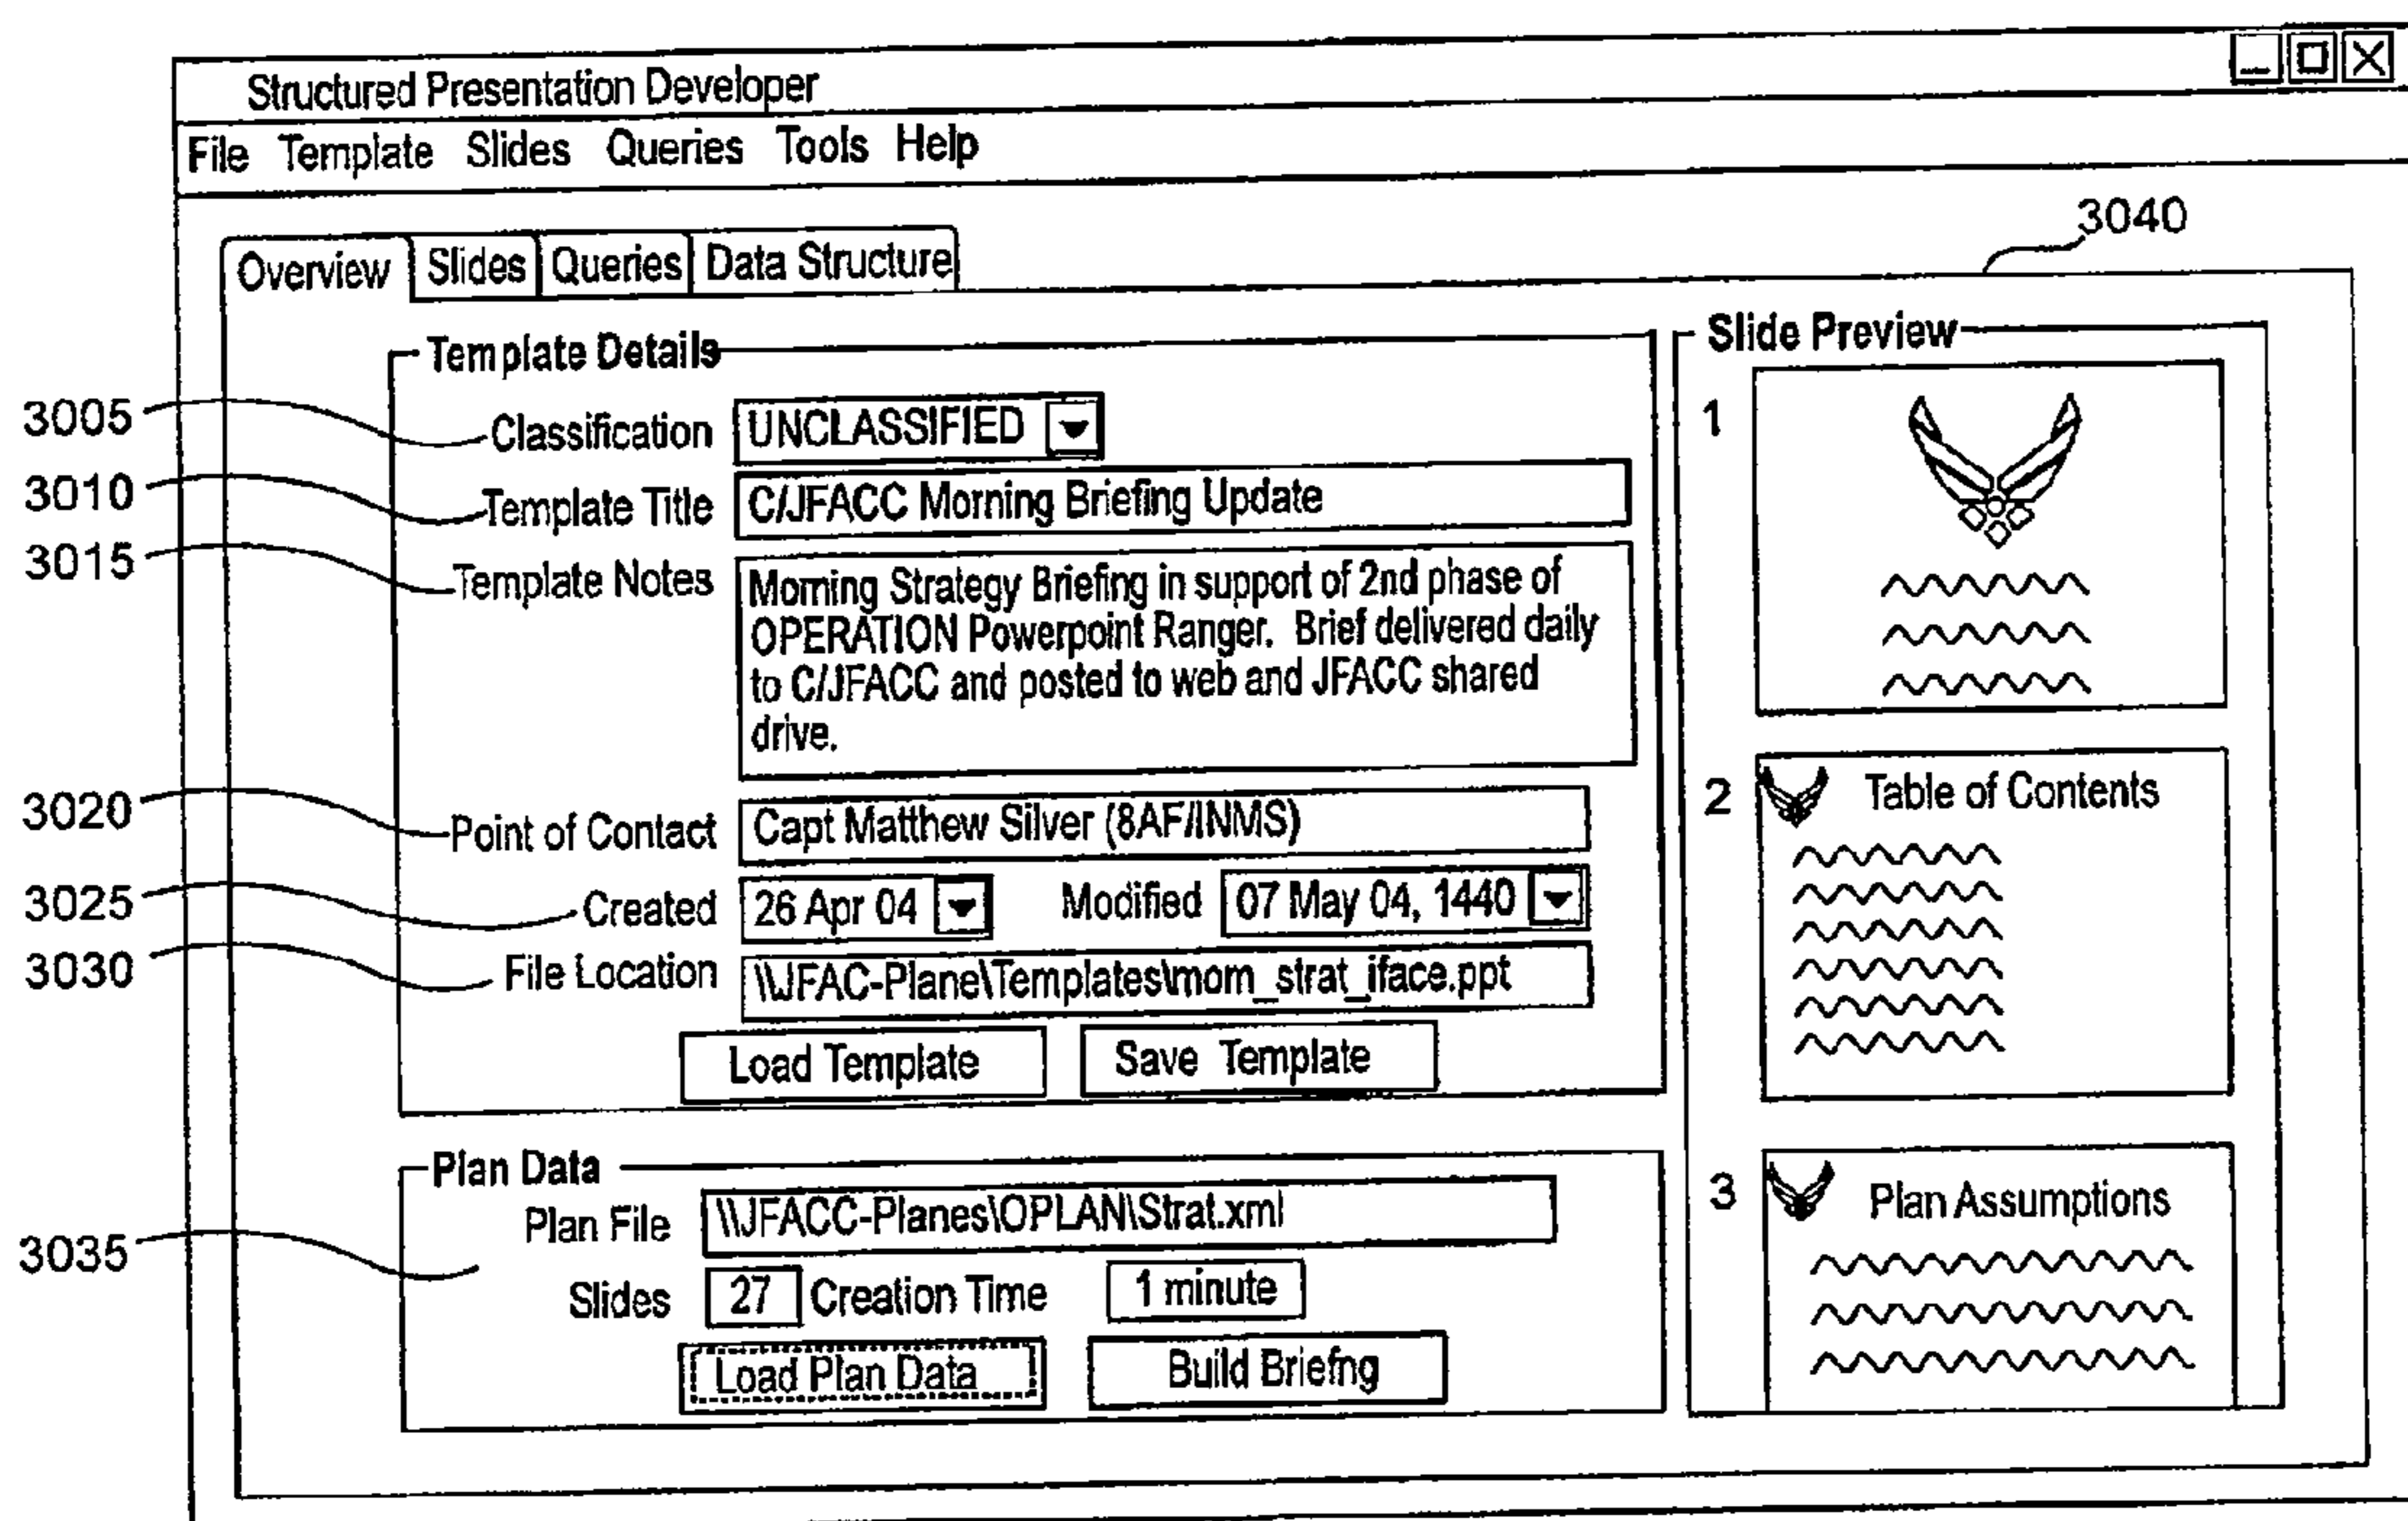 Structured Presentation Developer
File Template Slides Queries Tools Help
3040
Overview Slides Queries Data Structure
Template Details
3005 Classification UNCLASSIFIED
3010 Template Title C/JFACC Morning Briefing Update
3015 Template Notes Morning Strategy Briefing in support of 2nd phase of
OPERATION Powerpoint Ranger. Brief delivered daily
to C/JFACC and posted to web and JFACC shared
drive.
3020 Point of Contact Capt Matthew Silver (8AF/INMS)
3025 Created 26 Apr 04 Modified 07 May 04, 1440
3030 File Location \\JFAC-Plane\Templates\mom_strat_iface.ppt
Load Template Save Template
Plan Data
Plan File \\JFACC-Planes\OPLAN\Strat.xml
3035
Slides 27 Creation Time 1 minute
Load Plan Data Build Briefng
Slide Preview
1
2 Table of Contents
3 Plan Assumptions